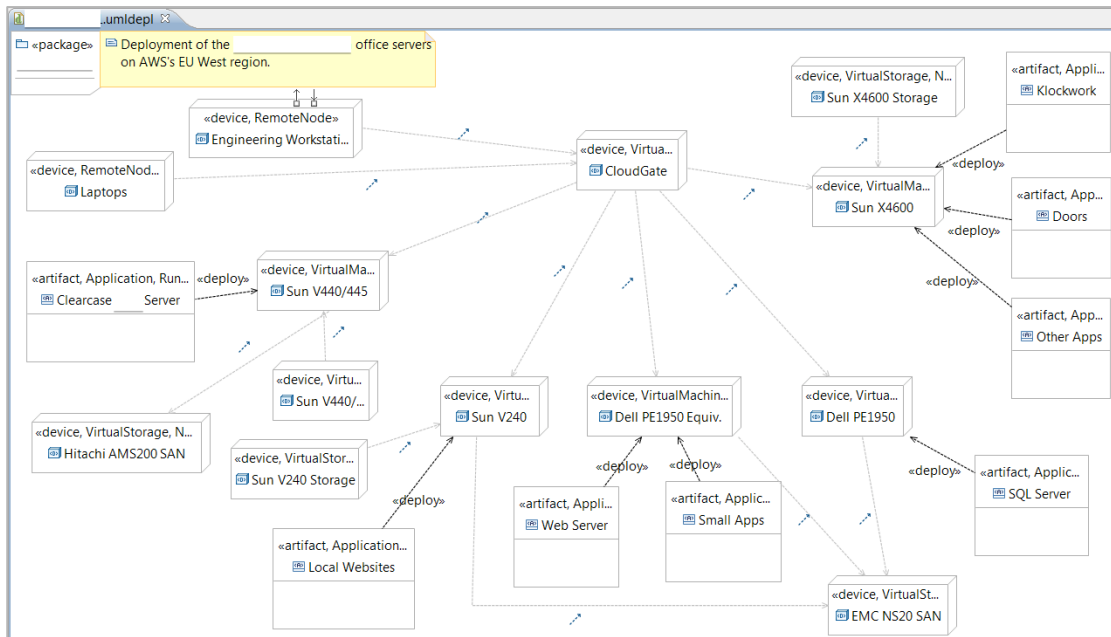 ..umldepl
«package»
Deployment of the office servers
on AWS's EU West region.
«device, RemoteNode»
Engineering Workstati...
«device, RemoteNod...
Laptops
«device, Virtua...
CloudGate
«device, VirtualStorage, N...
Sun X4600 Storage
«artifact, Appli...
Klockwork
«deploy»
«device, VirtualMa...
Sun X4600
«artifact, App...
Doors
«deploy»
«deploy»
«artifact, App...
Other Apps
«artifact, Application, Run...
Clearcase Server
«deploy»
«device, VirtualMa...
Sun V440/445
«device, Virtu...
Sun V440/...
«device, VirtualStorage, N...
Hitachi AMS200 SAN
«device, VirtualStor...
Sun V240 Storage
«device, Virtu...
Sun V240
«device, VirtualMachin...
Dell PE1950 Equiv.
«device, Virtua...
Dell PE1950
«deploy»
«deploy»
«deploy»
«deploy»
«artifact, Application...
Local Websites
«artifact, Appli...
Web Server
«artifact, Applic...
Small Apps
«artifact, Applic...
SQL Server
«device, VirtualSt...
EMC NS20 SAN